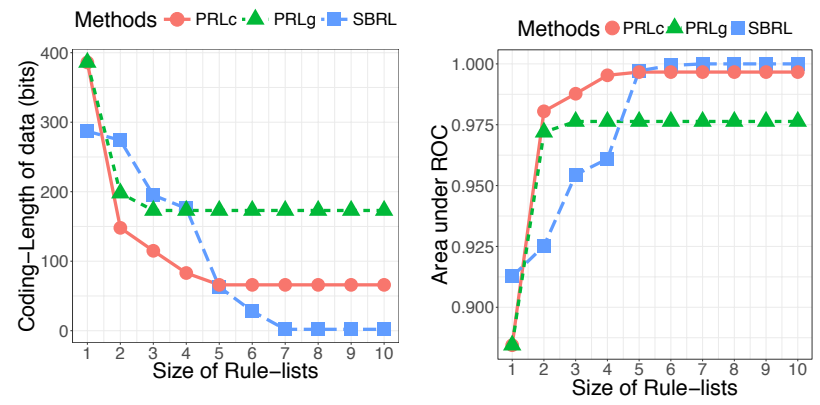 Methods PRLc PRLg SBRL
Coding−Length of data (bits)
400
300
200
100
0
1 2 3 4 5 6 7 8 9 10
Size of Rule−lists
Methods PRLc PRLg SBRL
Area under ROC
1.000
0.975
0.950
0.925
0.900
1 2 3 4 5 6 7 8 9 10
Size of Rule−lists